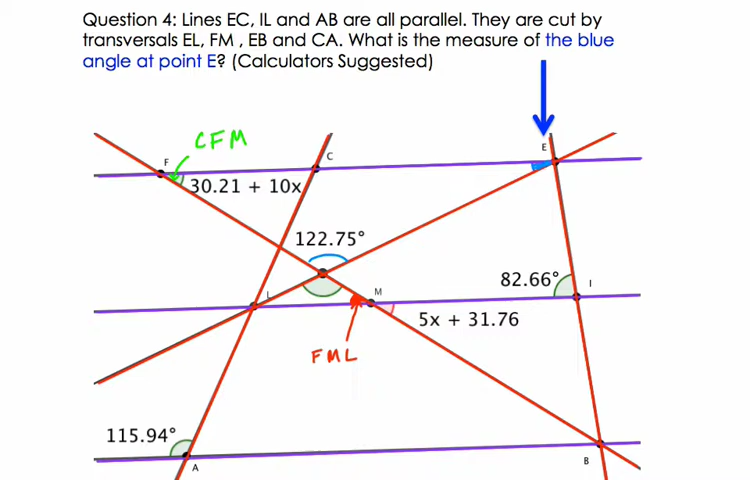 Question 4: Lines EC, IL and AB are all parallel. They are cut by
transversals EL, FM , EB and CA. What is the measure of the blue
angle at point E? (Calculators Suggested)
CFM
F
C
E
30.21 + 10x
122.75°
L
M
82.66°
I
5x + 31.76
FML
115.94°
A
B